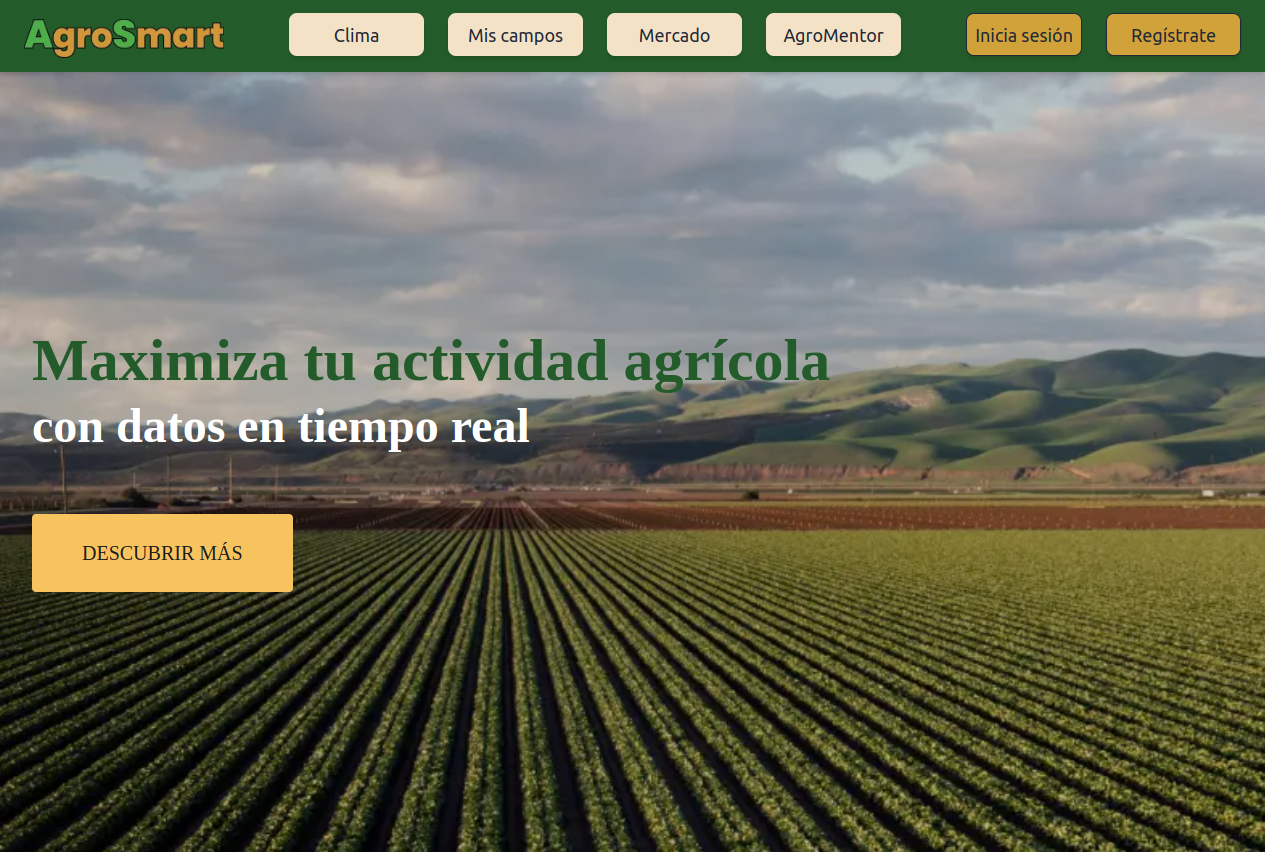 AgroSmart
Clima
Mis campos
Mercado
AgroMentor
Inicia sesión
Regístrate
Maximiza tu actividad agrícola
con datos en tiempo real
DESCUBRIR MÁS